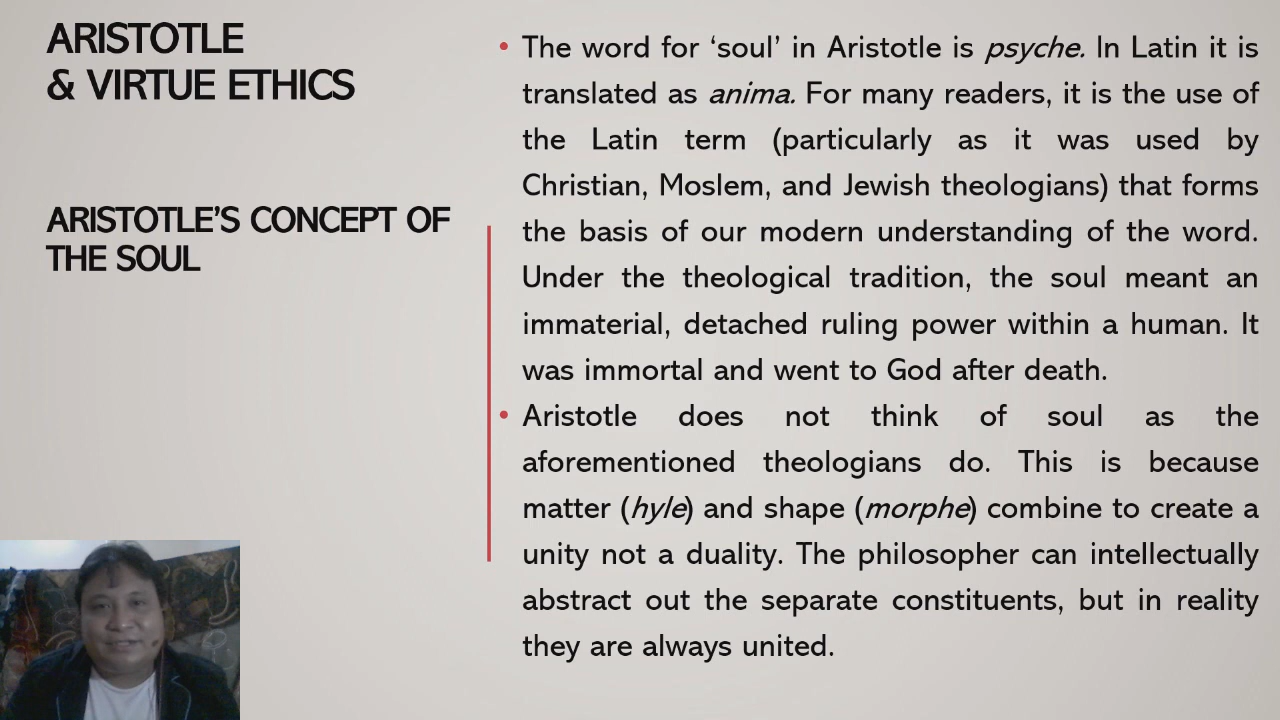 ARISTOTLE
& VIRTUE ETHICS
ARISTOTLE’S CONCEPT OF
THE SOUL
• The word for ‘soul’ in Aristotle is psyche. In Latin it is
translated as anima. For many readers, it is the use of
the Latin term (particularly as it was used by
Christian, Moslem, and Jewish theologians) that forms
the basis of our modern understanding of the word.
Under the theological tradition, the soul meant an
immaterial, detached ruling power within a human. It
was immortal and went to God after death.
• Aristotle does not think of soul as the
aforementioned theologians do. This is because
matter (hyle) and shape (morphe) combine to create a
unity not a duality. The philosopher can intellectually
abstract out the separate constituents, but in reality
they are always united.